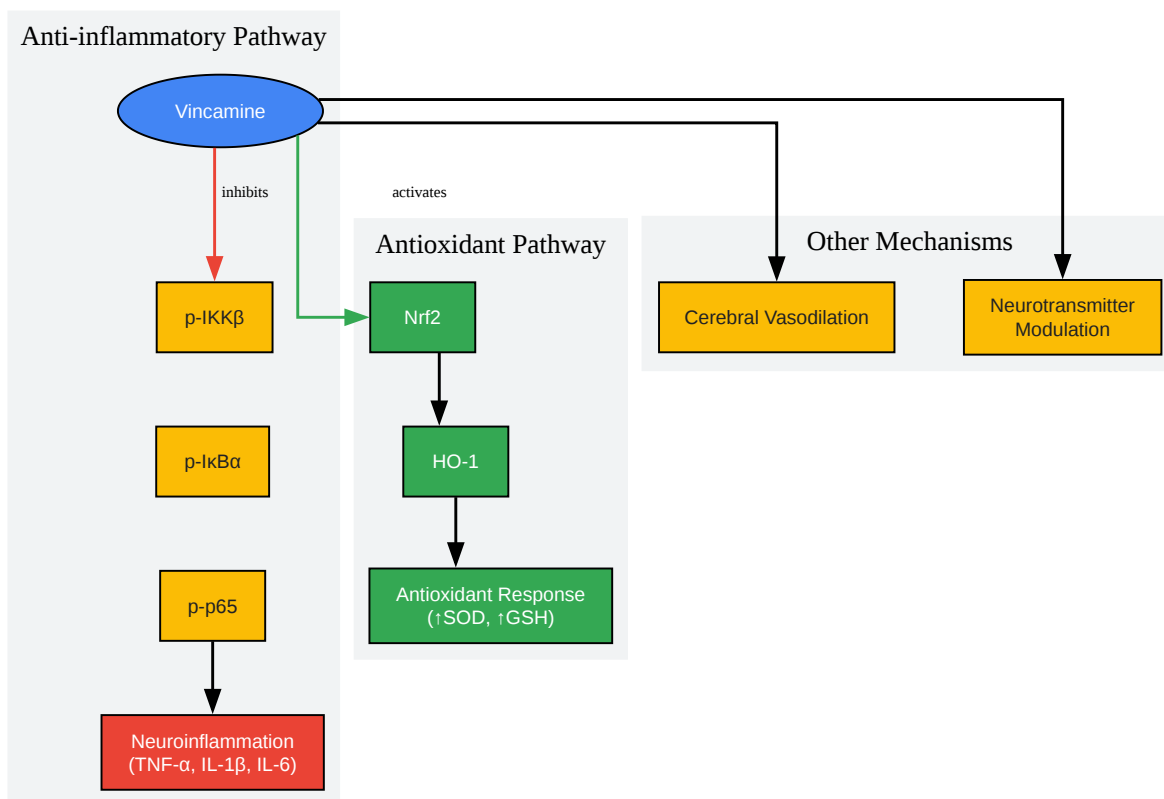 Anti-inflammatory Pathway
Vincamine
inhibits
activates
Antioxidant Pathway
Other Mechanisms
p-IKKβ
Nrf2
Cerebral Vasodilation
Neurotransmitter
Modulation
p-IκBα
HO-1
p-p65
Antioxidant Response
(↑SOD, ↑GSH)
Neuroinflammation
(TNF-α, IL-1β, IL-6)